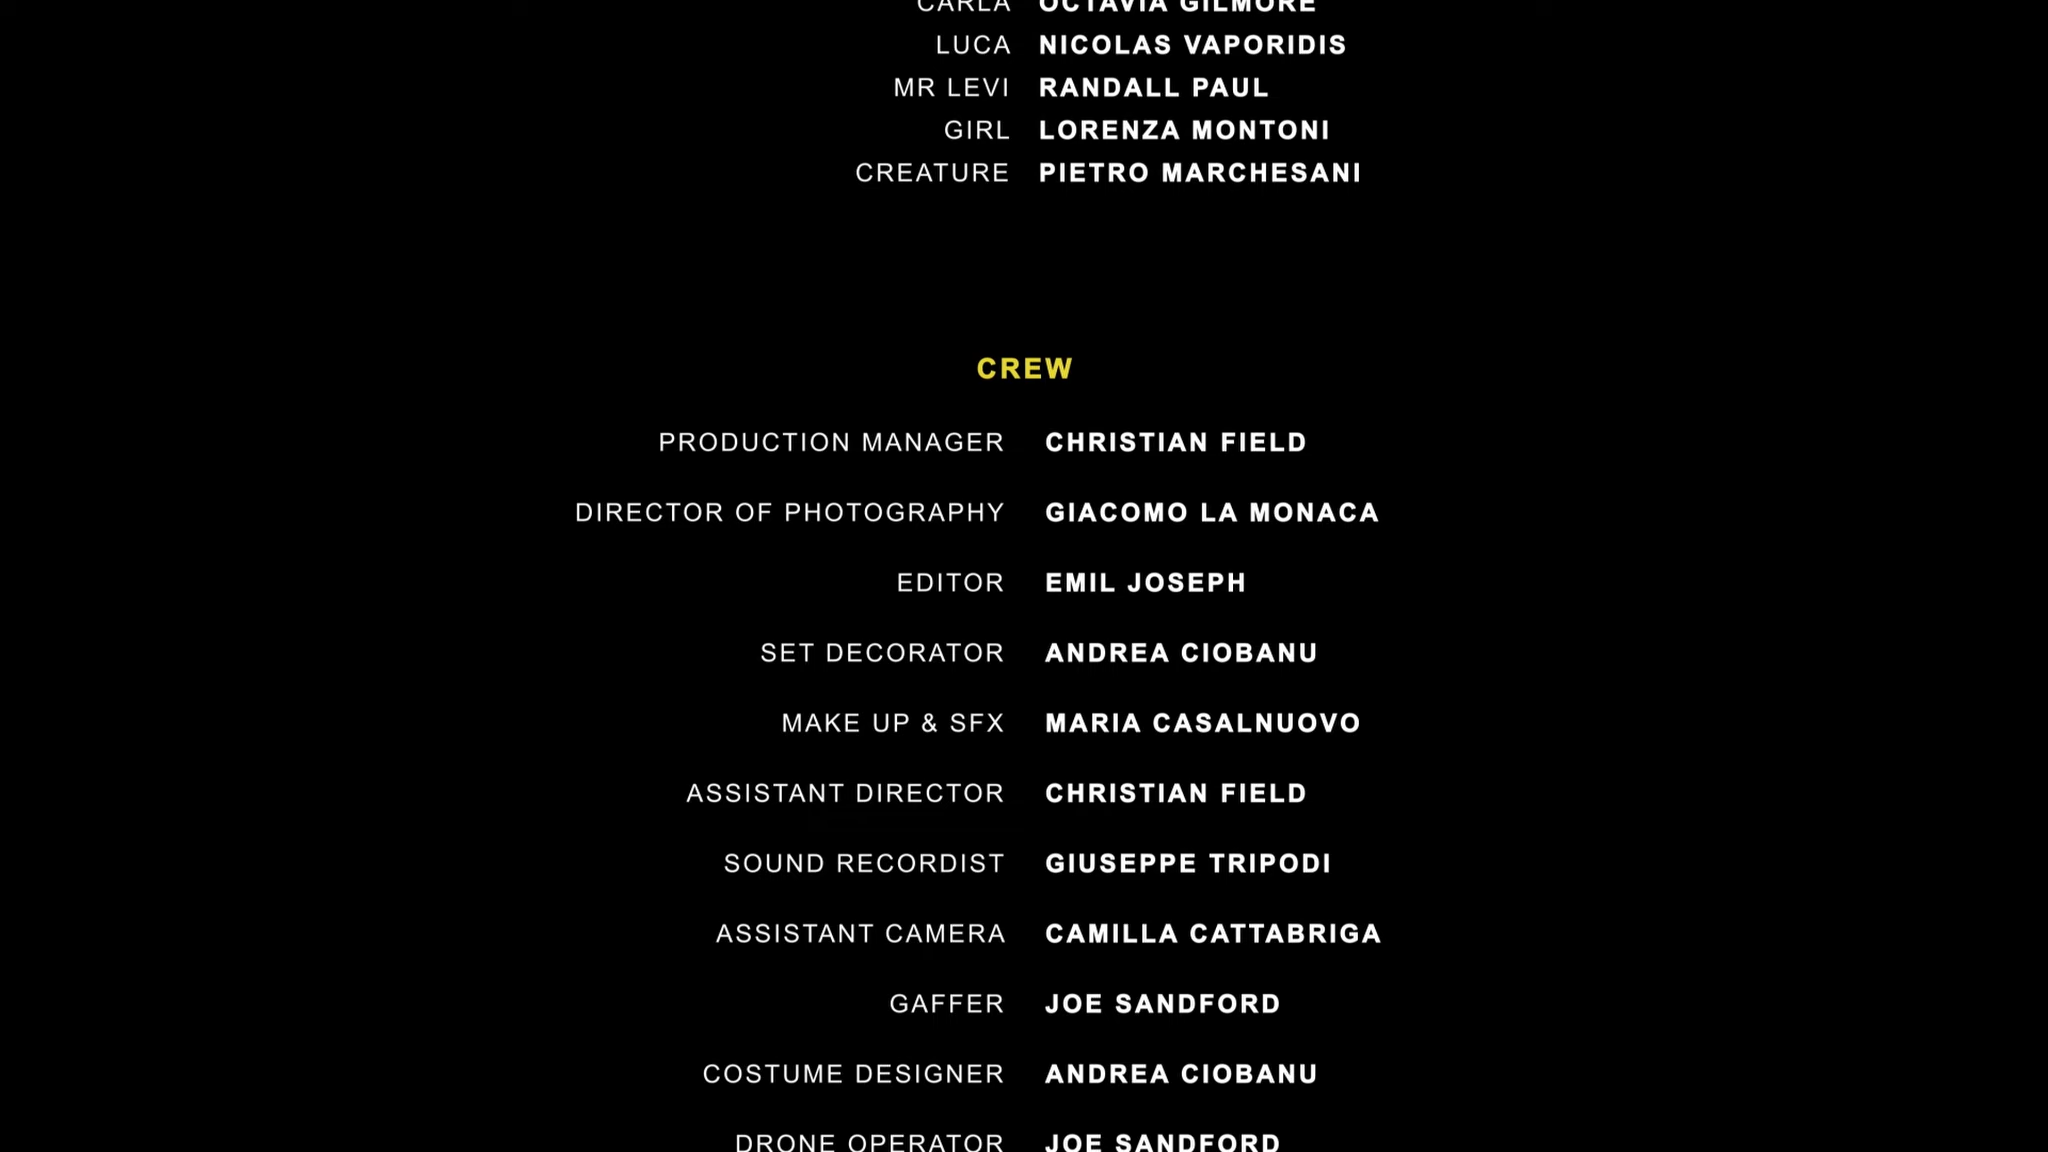 CARLA OCTAVIA GILMORE
LUCA NICOLAS VAPORIDIS
MR LEVI RANDALL PAUL
GIRL LORENZA MONTONI
CREATURE PIETRO MARCHESANI
CREW
PRODUCTION MANAGER CHRISTIAN FIELD
DIRECTOR OF PHOTOGRAPHY GIACOMO LA MONACA
EDITOR EMIL JOSEPH
SET DECORATOR ANDREA CIOBANU
MAKE UP & SFX MARIA CASALNUOVO
ASSISTANT DIRECTOR CHRISTIAN FIELD
SOUND RECORDIST GIUSEPPE TRIPODI
ASSISTANT CAMERA CAMILLA CATTABRIGA
GAFFER JOE SANDFORD
COSTUME DESIGNER ANDREA CIOBANU
DRONE OPERATOR JOE SANDFORD